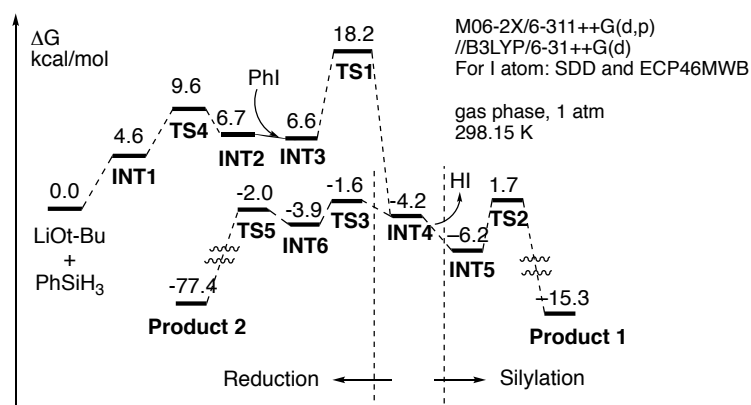 ΔG
kcal/mol
M06-2X/6-311++G(d,p)
//B3LYP/6-31++G(d)
For I atom: SDD and ECP46MWB
gas phase, 1 atm
298.15 K
18.2
TS1
PhI
9.6
TS4
6.7
INT2
6.6
INT3
4.6
INT1
0.0
LiOt-Bu
+
PhSiH3
-2.0
TS5
-3.9
INT6
-1.6
TS3
-4.2
INT4
HI
–6.2
INT5
1.7
TS2
-77.4
Product 2
–15.3
Product 1
Reduction
Silylation